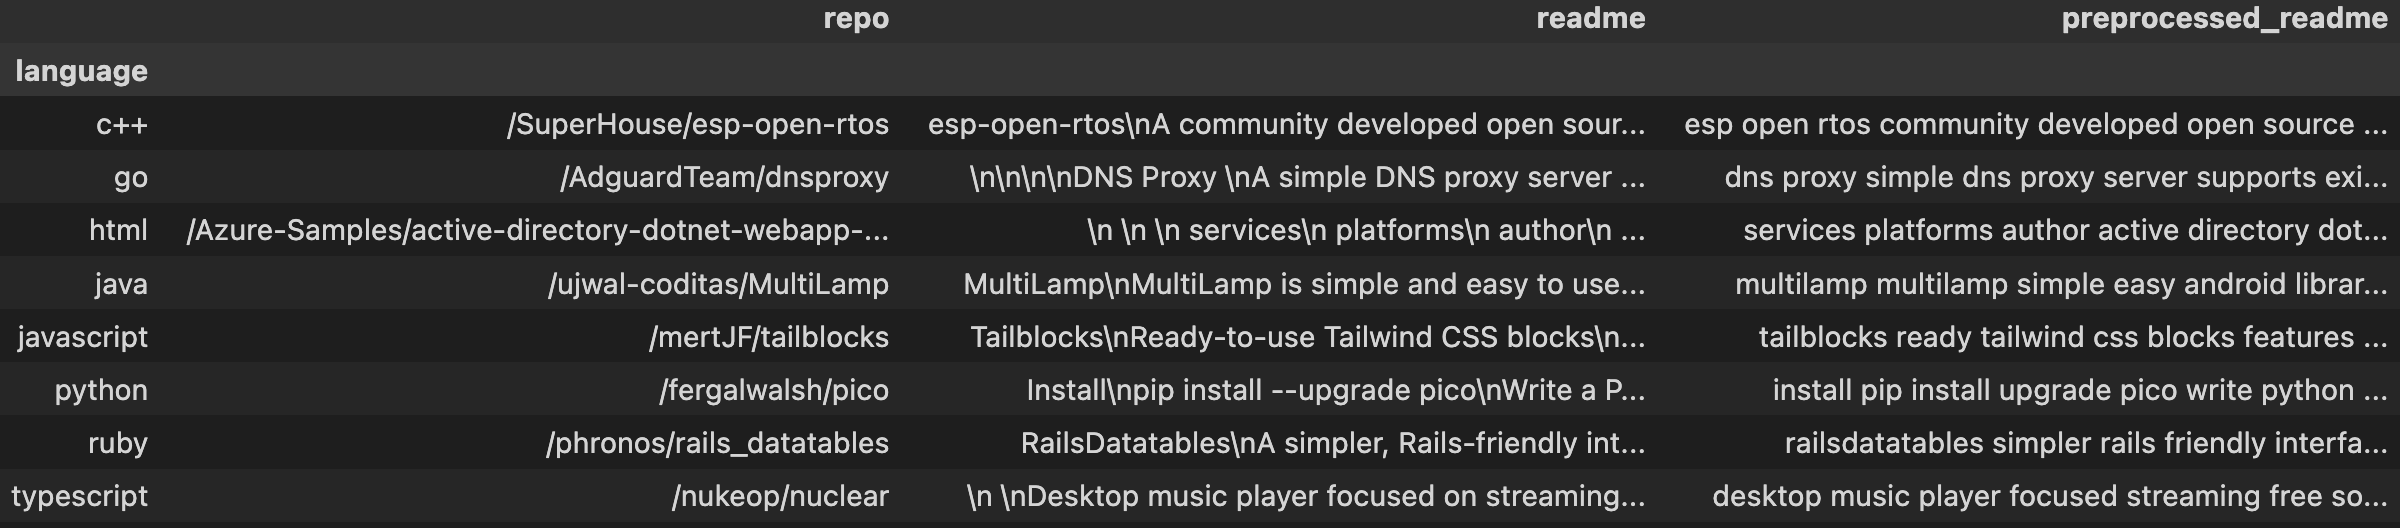 repo readme preprocessed_readme
language
c++ /SuperHouse/esp-open-rtos esp-open-rtos\nA community developed open sour... esp open rtos community developed open source ...
go /AdguardTeam/dnsproxy \n\n\n\nDNS Proxy \nA simple DNS proxy server ... dns proxy simple dns proxy server supports exi...
html /Azure-Samples/active-directory-dotnet-webapp-... \n \n \n services\n platforms\n author\n ... services platforms author active directory dot...
java /ujwal-coditas/MultiLamp MultiLamp\nMultiLamp is simple and easy to use... multilamp multilamp simple easy android librar...
javascript /mertJF/tailblocks Tailblocks\nReady-to-use Tailwind CSS blocks\n... tailblocks ready tailwind css blocks features ...
python /fergalwalsh/pico Install\npip install --upgrade pico\nWrite a P... install pip install upgrade pico write python ...
ruby /phronos/rails_datatables RailsDatatables\nA simpler, Rails-friendly int... railsdatatables simpler rails friendly interfa...
typescript /nukeop/nuclear \n \nDesktop music player focused on streaming... desktop music player focused streaming free so...